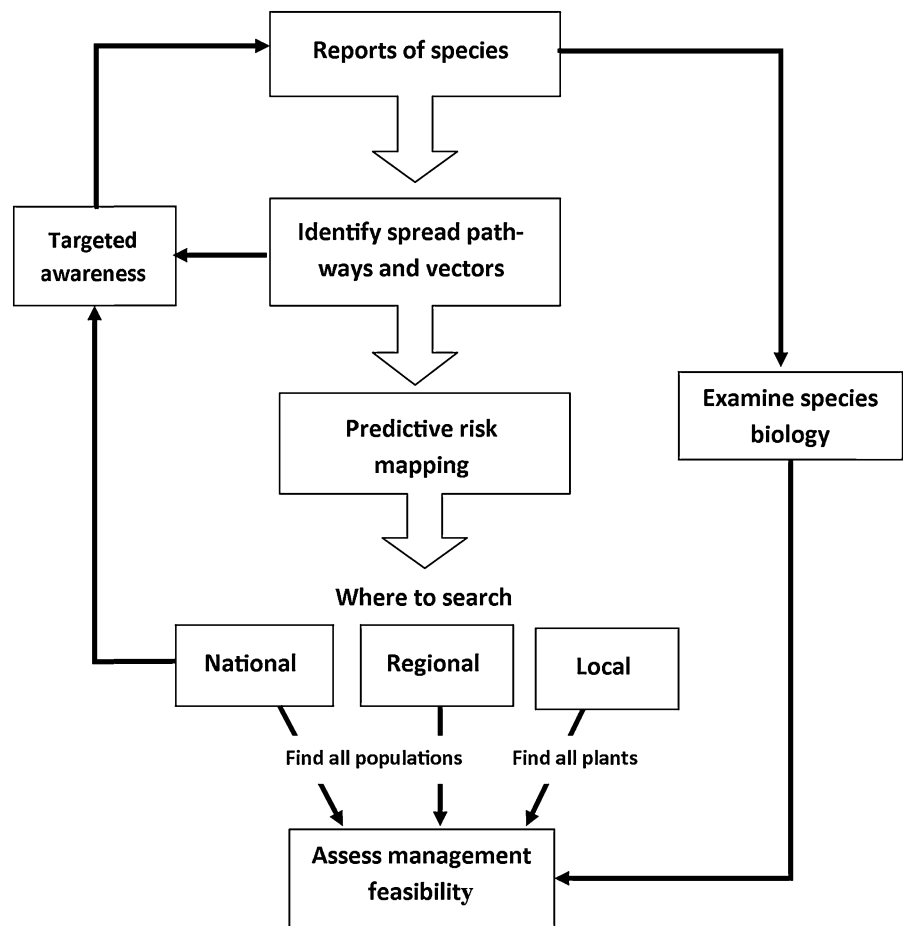 Reports of species
Identify spread path-
ways and vectors
Targeted
awareness
Predictive risk
mapping
Examine species
biology
Where to search
National
Regional
Local
Find all populations
Find all plants
Assess management
feasibility